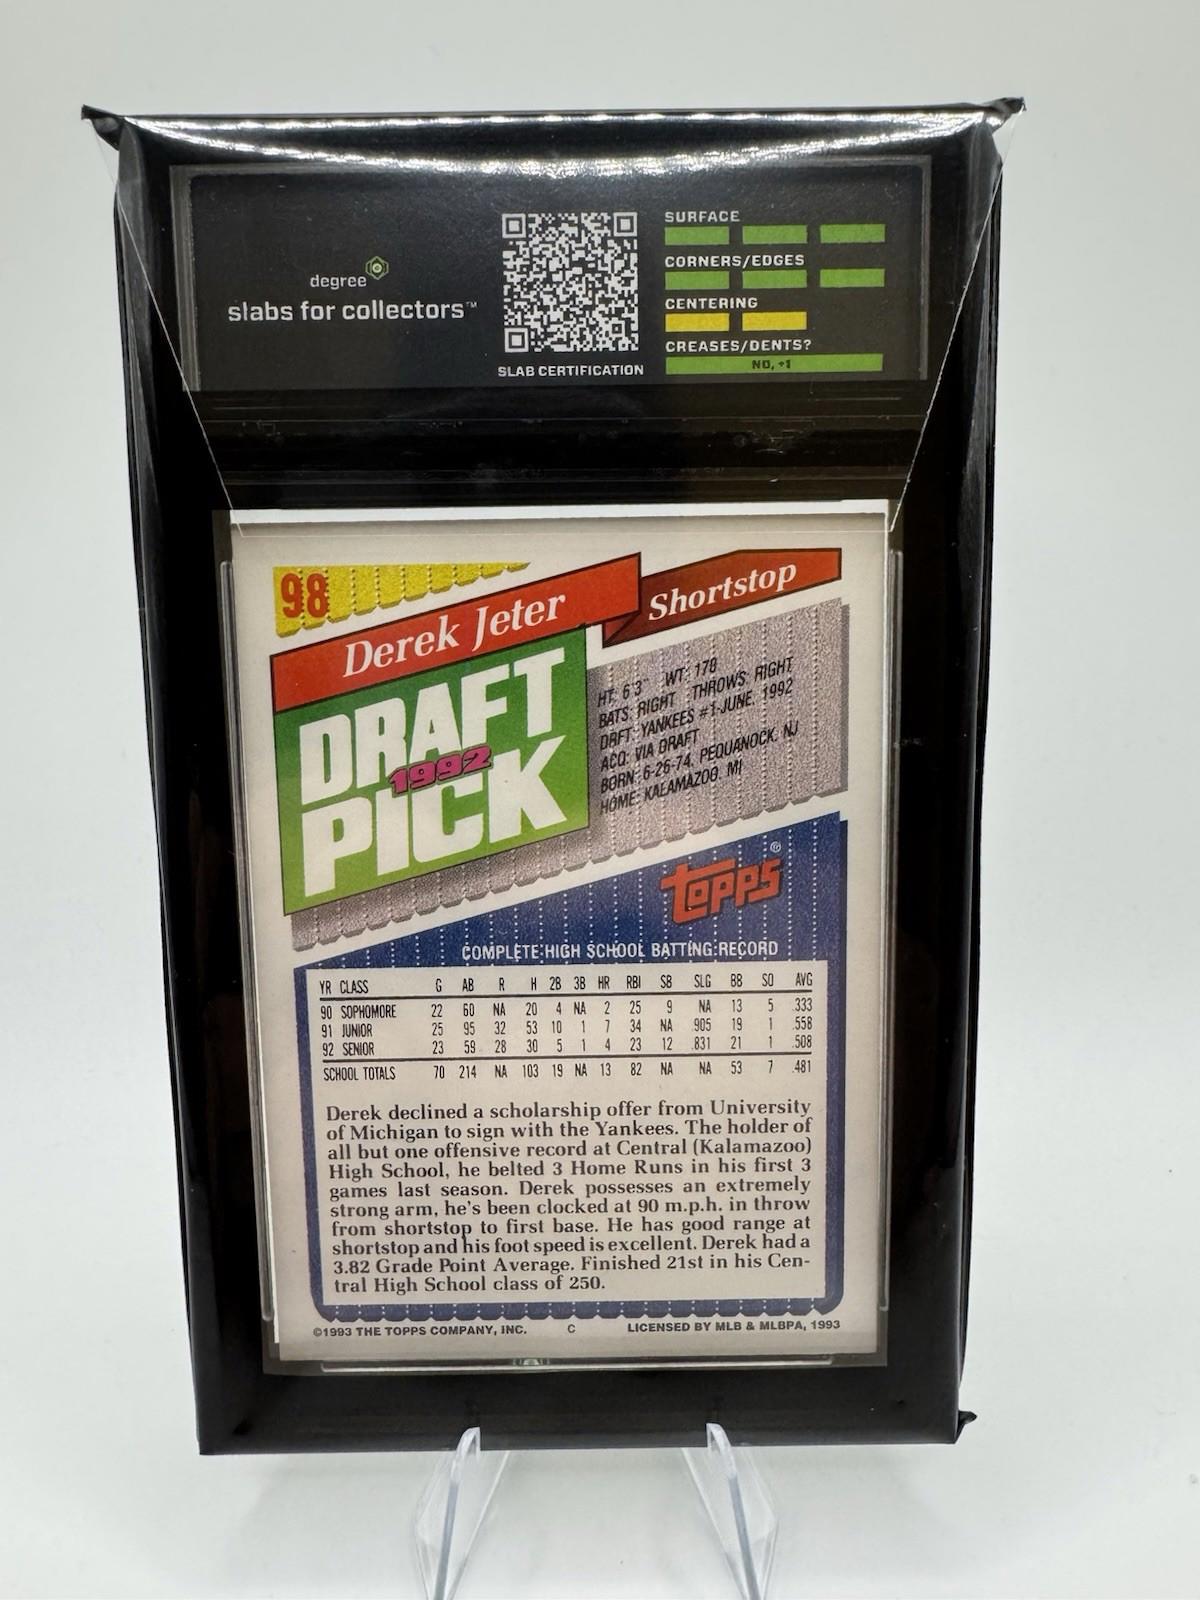 degree
slabs for collectors™
SLAB CERTIFICATION
SURFACE
CORNERS/EDGES
CENTERING
CREASES/DENTS?
NO, +1
98
Derek Jeter
Shortstop
DRAFT
1992
PICK
HT: 6'3" WT: 178
BATS: RIGHT THROWS: RIGHT
DRFT: YANKEES #1-JUNE, 1992
ACQ: VIA DRAFT
BORN: 6-26-74, PEQUANOCK, NJ
HOME: KALAMAZOO, MI
TOPPS®
COMPLETE HIGH SCHOOL BATTING RECORD
YR CLASS G AB R H 2B 3B HR RBI SB SLG BB SO AVG
90 SOPHOMORE 22 60 NA 20 4 NA 2 25 9 NA 13 5 .333
91 JUNIOR 25 95 32 53 10 1 7 34 NA .905 19 1 .558
92 SENIOR 23 59 28 30 5 1 4 23 12 .831 21 1 .508
SCHOOL TOTALS 70 214 NA 103 19 NA 13 82 NA NA 53 7 .481
Derek declined a scholarship offer from University
of Michigan to sign with the Yankees. The holder of
all but one offensive record at Central (Kalamazoo)
High School, he belted 3 Home Runs in his first 3
games last season. Derek possesses an extremely
strong arm, he's been clocked at 90 m.p.h. in throw
from shortstop to first base. He has good range at
shortstop and his foot speed is excellent. Derek had a
3.82 Grade Point Average. Finished 21st in his Cen-
tral High School class of 250.
©1993 THE TOPPS COMPANY, INC. C LICENSED BY MLB & MLBPA, 1993